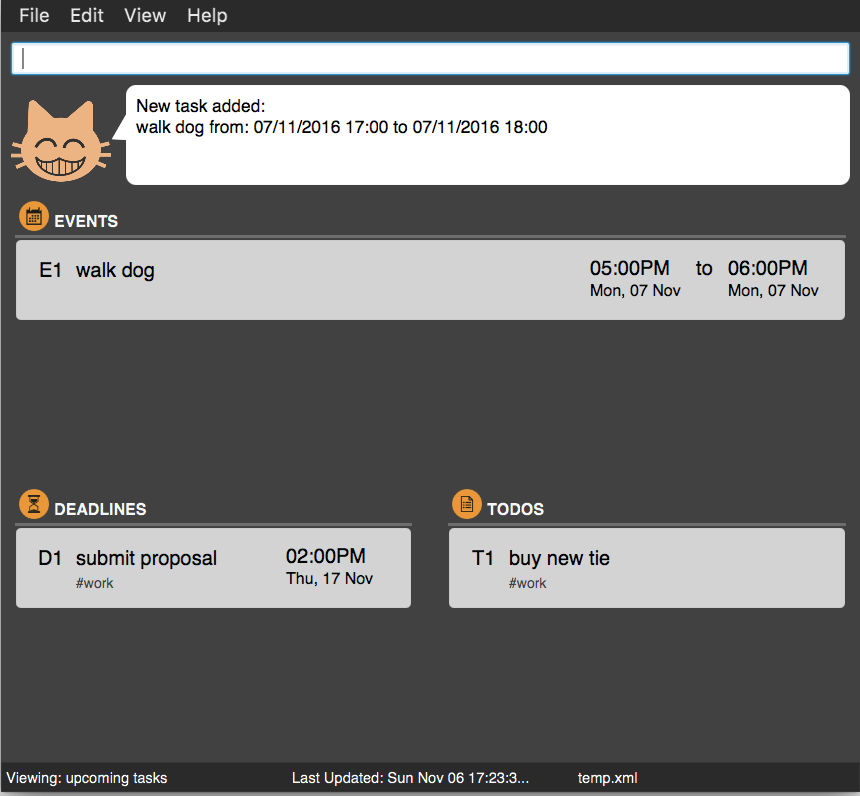 File Edit View Help
New task added:
walk dog from: 07/11/2016 17:00 to 07/11/2016 18:00
EVENTS
E1 walk dog 05:00PM to 06:00PM
Mon, 07 Nov Mon, 07 Nov
DEADLINES
D1 submit proposal 02:00PM
#work Thu, 17 Nov
TODOS
T1 buy new tie
#work
Viewing: upcoming tasks Last Updated: Sun Nov 06 17:23:3... temp.xml